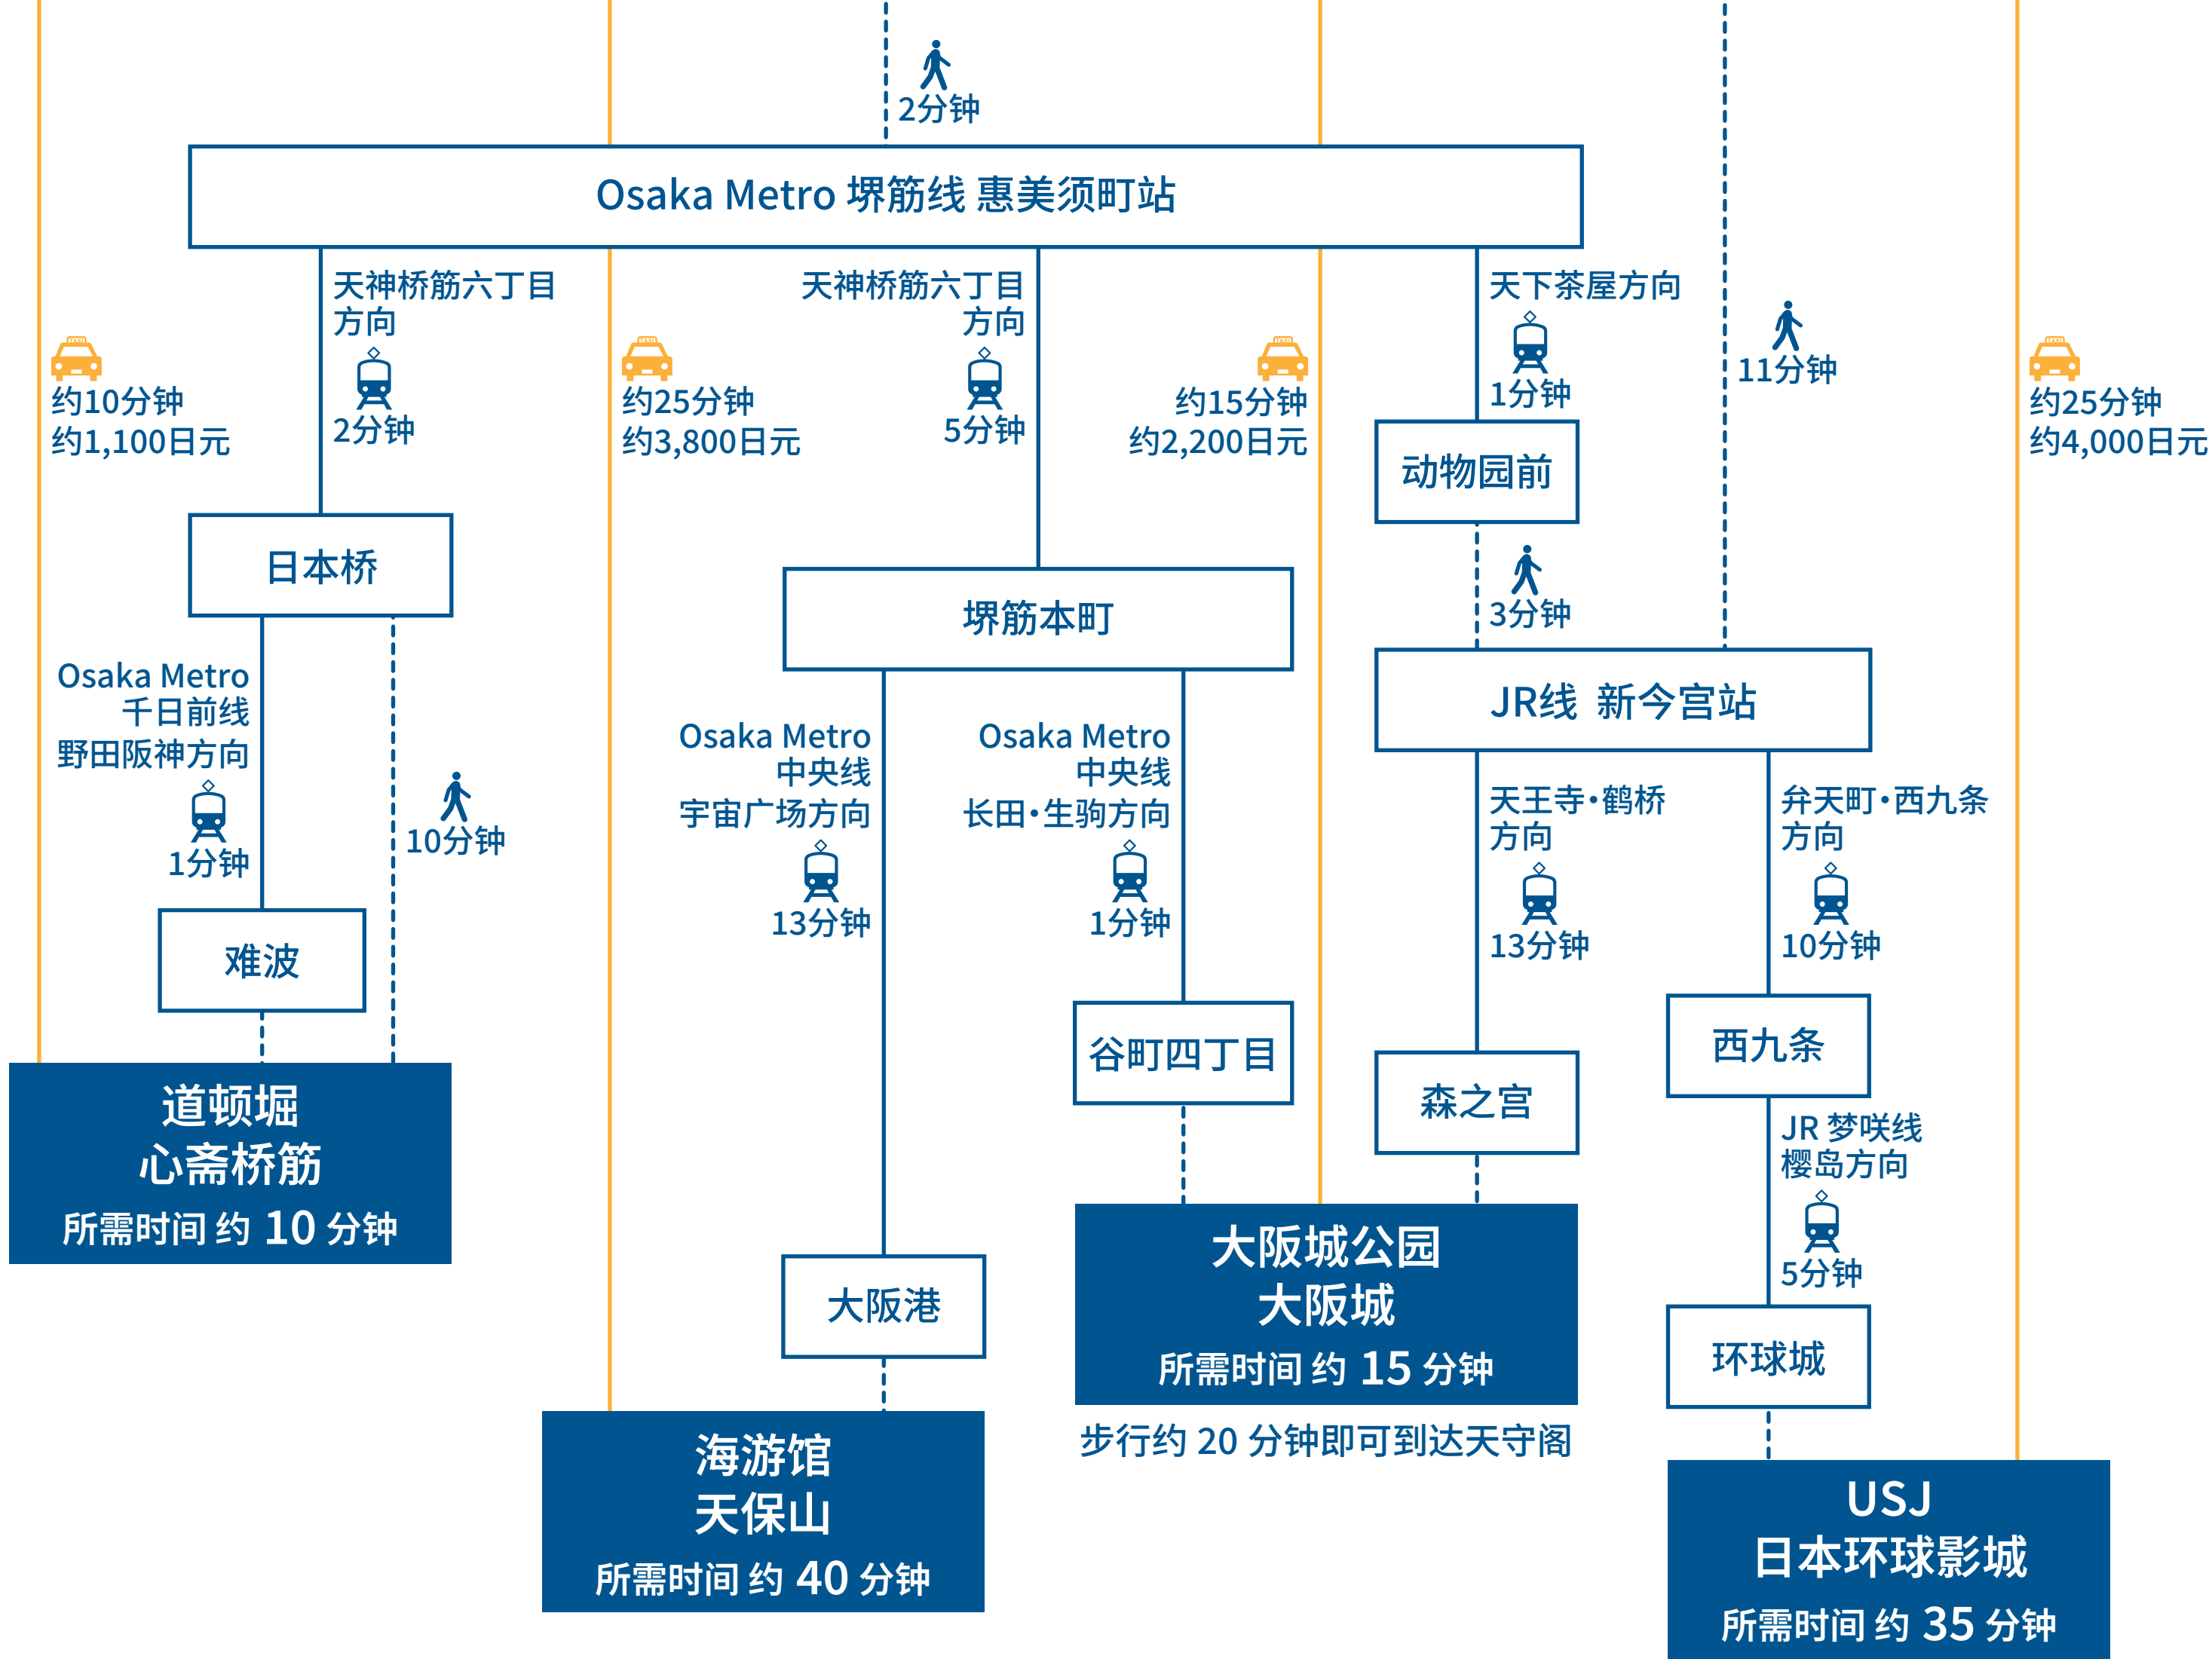 2分钟
Osaka Metro 堺筋线 惠美须町站
约10分钟
约1,100日元
天神桥筋六丁目
方向
2分钟
约25分钟
约3,800日元
天神桥筋六丁目
方向
5分钟
约15分钟
约2,200日元
天下茶屋方向
1分钟
11分钟
约25分钟
约4,000日元
动物园前
3分钟
日本桥
堺筋本町
JR线 新今宫站
Osaka Metro
千日前线
野田阪神方向
1分钟
10分钟
Osaka Metro
中央线
宇宙广场方向
13分钟
Osaka Metro
中央线
长田・生驹方向
1分钟
天王寺・鹤桥
方向
13分钟
弁天町・西九条
方向
10分钟
难波
谷町四丁目
森之宫
西九条
JR 梦咲线
樱岛方向
5分钟
道顿堀
心斋桥筋
所需时间 约 10 分钟
大阪港
大阪城公园
大阪城
所需时间 约 15 分钟
步行约 20 分钟即可到达天守阁
环球城
海游馆
天保山
所需时间 约 40 分钟
USJ
日本环球影城
所需时间 约 35 分钟